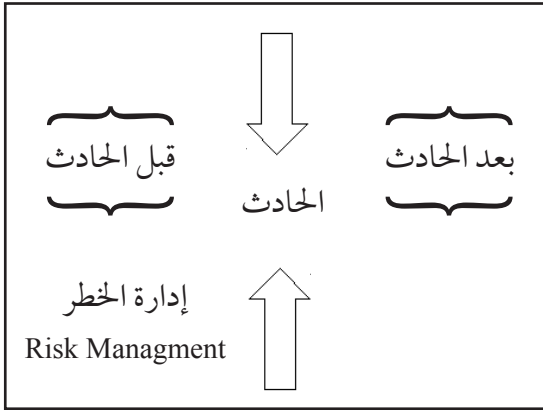 بعد الحادث
قبل الحادث
الحادث
إدارة الخطر
Risk Managment